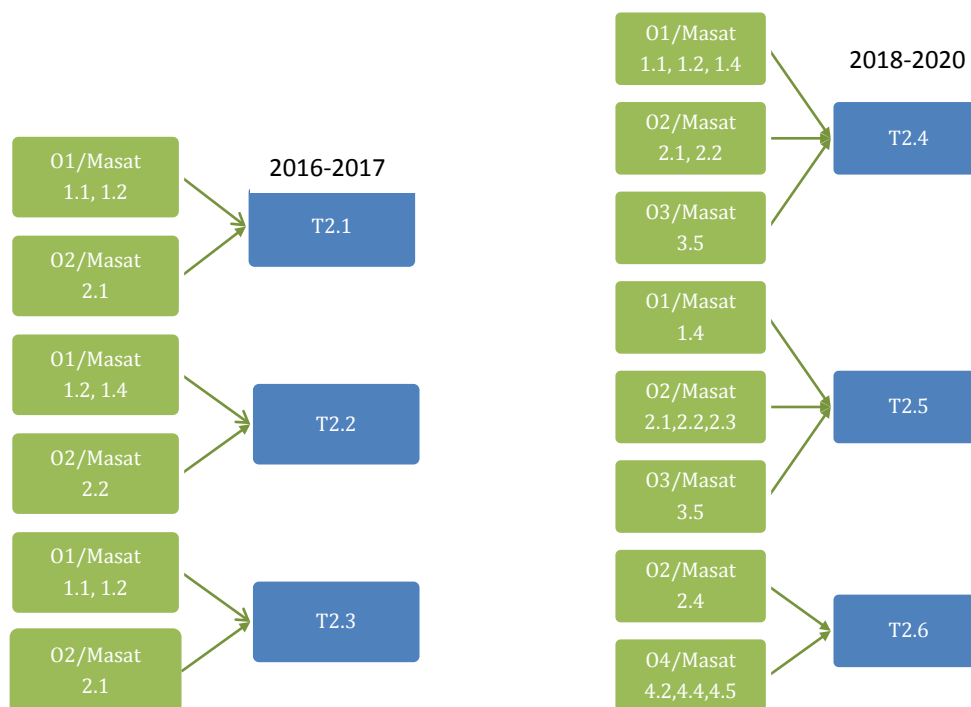 2016-2017
O1/Masat
1.1, 1.2
O2/Masat
2.1
T2.1
O1/Masat
1.2, 1.4
O2/Masat
2.2
T2.2
O1/Masat
1.1, 1.2
O2/Masat
2.1
T2.3
2018-2020
O1/Masat
1.1, 1.2, 1.4
O2/Masat
2.1, 2.2
O3/Masat
3.5
T2.4
O1/Masat
1.4
O2/Masat
2.1,2.2,2.3
O3/Masat
3.5
T2.5
O2/Masat
2.4
O4/Masat
4.2,4.4,4.5
T2.6